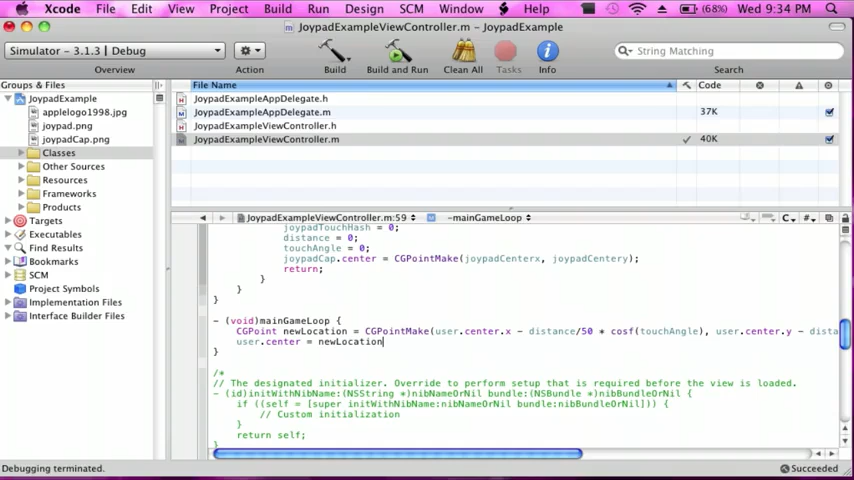 Xcode File Edit View Project Build Run Design SCM Window Help (68%) Wed 9:34 PM
JoypadExampleViewController.m – JoypadExample
Simulator - 3.1.3 | Debug
String Matching
Overview Action Build Build and Run Clean All Tasks Info Search
Groups & Files
File Name
Code
JoypadExample
applelogo1998.jpg
joypad.png
joypadCap.png
Classes
Other Sources
Resources
Frameworks
Products
Targets
Executables
Find Results
Bookmarks
SCM
Project Symbols
Implementation Files
Interface Builder Files
JoypadExampleAppDelegate.h
JoypadExampleAppDelegate.m 37K
JoypadExampleViewController.h
JoypadExampleViewController.m 40K
JoypadExampleViewController.m:59 -mainGameLoop C #
joypadTouchHash = 0;
distance = 0;
touchAngle = 0;
joypadCap.center = CGPointMake(joypadCenterx, joypadCentery);
return;
}
}
}
- (void)mainGameLoop {
CGPoint newLocation = CGPointMake(user.center.x - distance/50 * cosf(touchAngle), user.center.y - dista
user.center = newLocation
}
/*
// The designated initializer. Override to perform setup that is required before the view is loaded.
- (id)initWithNibName:(NSString *)nibNameOrNil bundle:(NSBundle *)nibBundleOrNil {
if ((self = [super initWithNibName:nibNameOrNil bundle:nibBundleOrNil])) {
// Custom initialization
}
return self;
}
Debugging terminated.
Succeeded